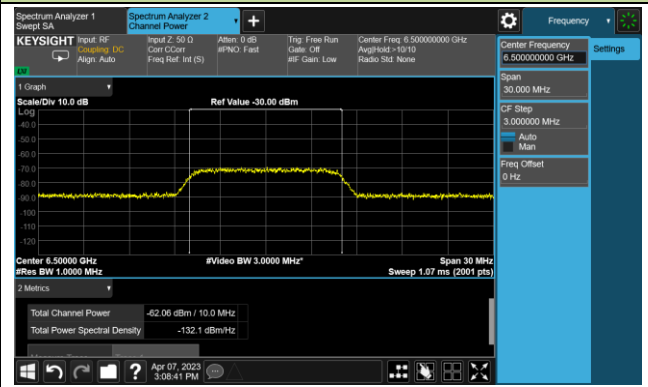 Spectrum Analyzer 1
Swept SA
Spectrum Analyzer 2
Channel Power
+
Frequency
KEYSIGHT
Input: RF
Coupling: DC
Align: Auto
Input Z: 50 Ω
Corr CCorr
Freq Ref: Int (S)
Atten: 0 dB
#PNO: Fast
Trig: Free Run
Gate: Off
#IF Gain: Low
Center Freq: 6.500000000 GHz
Avg|Hold:>10/10
Radio Std: None
Center Frequency
6.500000000 GHz
Settings
Span
30.000 MHz
CF Step
3.000000 MHz
Auto
Man
Freq Offset
0 Hz
1 Graph
Scale/Div 10.0 dB
Ref Value -30.00 dBm
Log
-40.0
-50.0
-60.0
-70.0
-80.0
-90.0
-100
-110
-120
Center 6.50000 GHz
#Video BW 3.0000 MHz*
Span 30 MHz
#Res BW 1.0000 MHz
Sweep 1.07 ms (2001 pts)
2 Metrics
Total Channel Power
-62.06 dBm / 10.0 MHz
Total Power Spectral Density
-132.1 dBm/Hz
?
Apr 07, 2023
3:08:41 PM